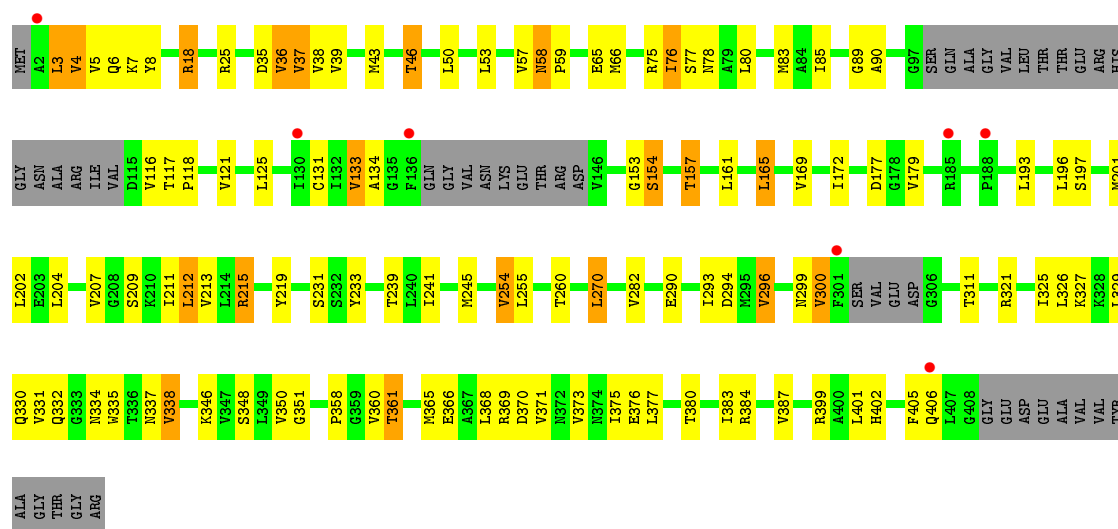 MET A2 L3 V4 V5 Q6 K7 Y8 R18 R25 D35 V36 V37 V38 V39 M43 T46 L50 L53 V57 N58 P59 E65 M66 R75 I76 S77 N78 A79 L80 M83 A84 I85 G89 A90 G97 SER GLN ALA GLY VAL LEU THR THR GLU ARG HIS
GLY ASN ALA ARG ILE VAL D115 V116 T117 P118 V121 L125 I130 C131 I132 V133 A134 G135 F136 GLN GLY VAL ASN LYS GLU THR ARG ASP V146 G153 S154 T157 L161 L165 V169 I172 D177 G178 V179 R185 P188 L193 L196 S197 M201
L202 E203 L204 V207 G208 S209 K210 I211 L212 V213 L214 R215 Y219 S231 S232 Y233 T239 L240 I241 M245 V254 L255 T260 L270 V282 E290 I293 D294 M295 V296 N299 V300 F301 SER VAL GLU ASP G306 T311 R321 I325 L326 K327 K328 L329
Q330 V331 Q332 G333 N334 W335 T336 N337 V338 K346 V347 S348 L349 V350 G351 P358 G359 V360 T361 M365 E366 A367 L368 R369 D370 V371 N372 V373 N374 I375 E376 L377 T380 I383 R384 V387 R399 A400 L401 H402 F405 Q406 L407 G408 GLY GLU ASP GLU ALA VAL VAL TYR
ALA GLY THR GLY ARG